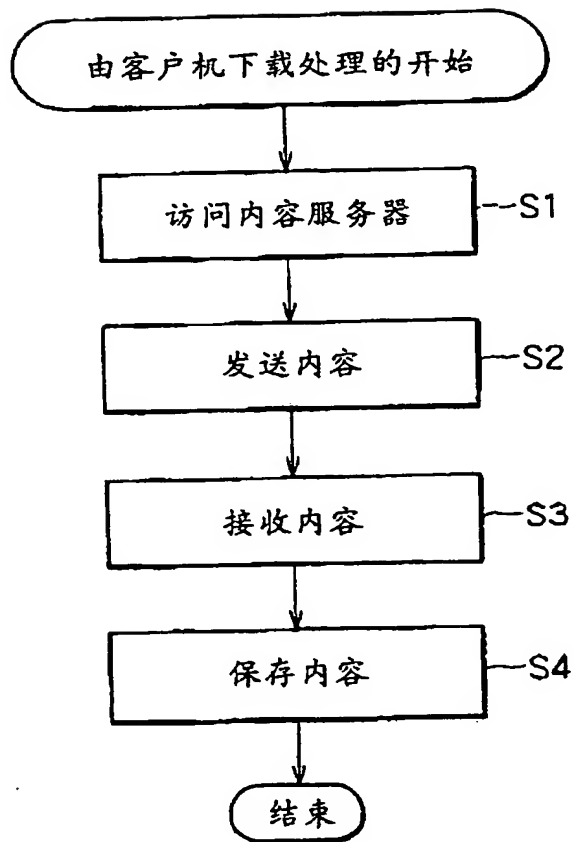 由客户机下载处理的开始
访问内容服务器
S1
发送内容
S2
接收内容
S3
保存内容
S4
结束